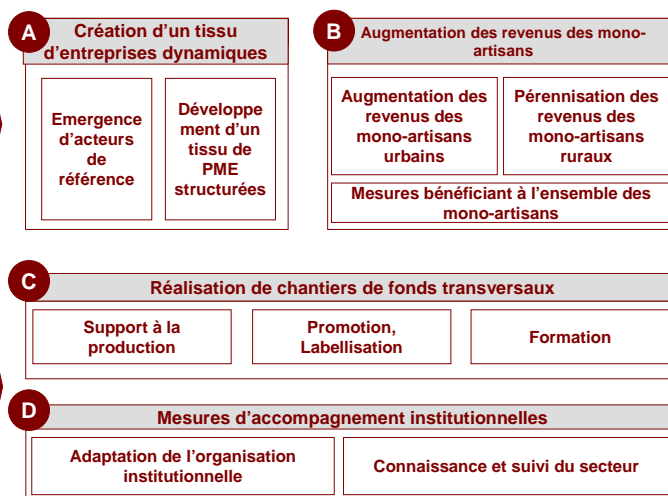 A
Création d'un tissu
d'entreprises dynamiques
Emergence
d'acteurs
de
référence
Développe
ment d'un
tissu de
PME
structurées
B
Augmentation des revenus des mono-
artisans
Augmentation des
revenus des
mono-artisans
urbains
Pérennisation des
revenus des
mono-artisans
ruraux
Mesures bénéficiant à l'ensemble des
mono-artisans
C
Réalisation de chantiers de fonds transversaux
Support à la
production
Promotion,
Labellisation
Formation
D
Mesures d'accompagnement institutionnelles
Adaptation de l'organisation
institutionnelle
Connaissance et suivi du secteur